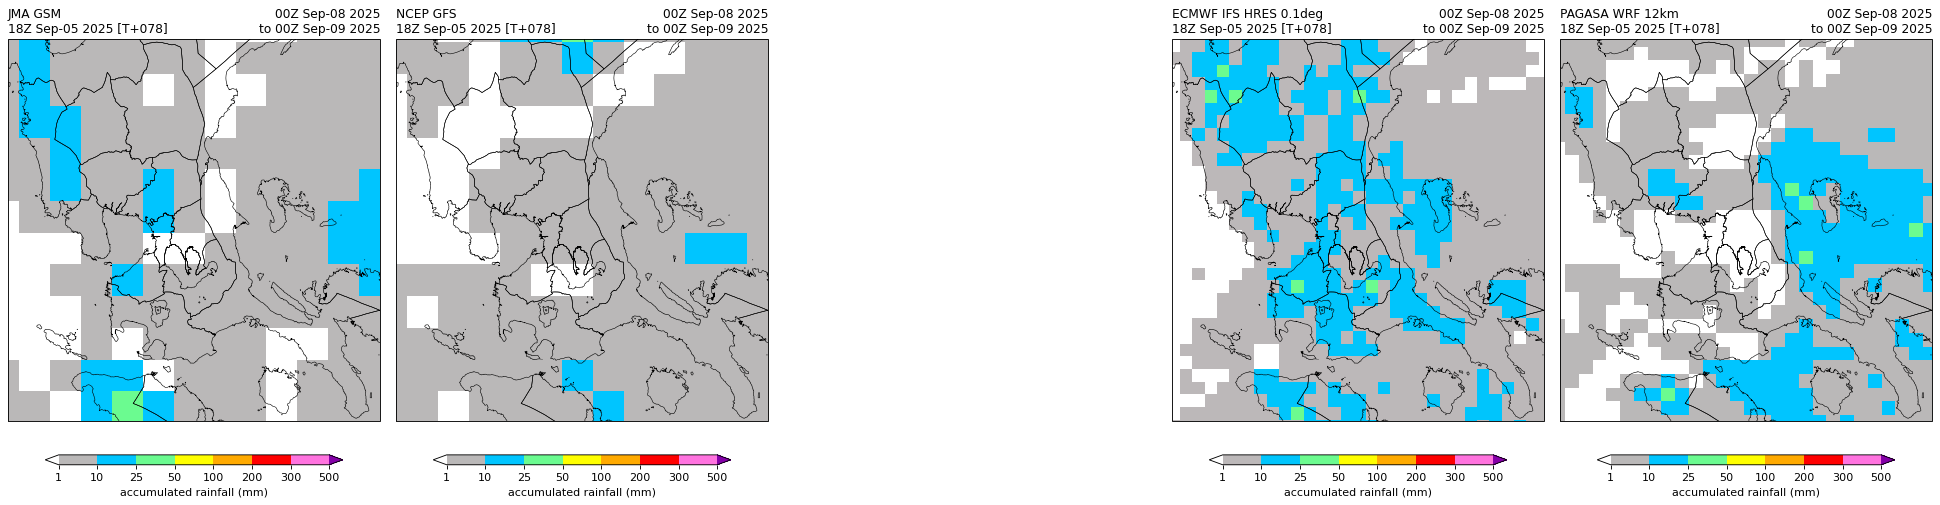 JMA GSM 00Z Sep-08 2025
18Z Sep-05 2025 [T+078] to 00Z Sep-09 2025
NCEP GFS 00Z Sep-08 2025
18Z Sep-05 2025 [T+078] to 00Z Sep-09 2025
ECMWF IFS HRES 0.1deg 00Z Sep-08 2025
18Z Sep-05 2025 [T+078] to 00Z Sep-09 2025
PAGASA WRF 12km 00Z Sep-08 2025
18Z Sep-05 2025 [T+078] to 00Z Sep-09 2025
1 10 25 50 100 200 300 500
accumulated rainfall (mm)
1 10 25 50 100 200 300 500
accumulated rainfall (mm)
1 10 25 50 100 200 300 500
accumulated rainfall (mm)
1 10 25 50 100 200 300 500
accumulated rainfall (mm)